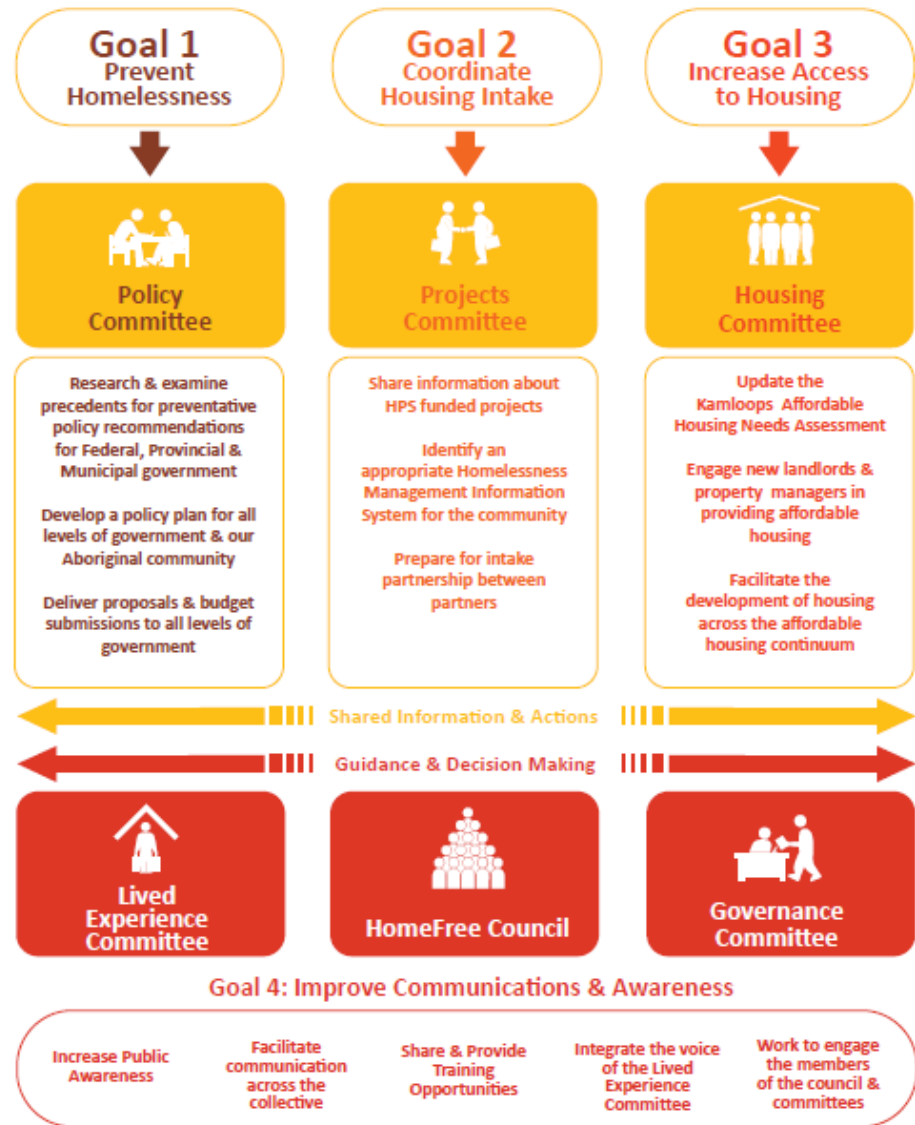 Goal 1
Prevent
Homelessness
Goal 2
Coordinate
Housing Intake
Goal 3
Increase Access
to Housing
Policy
Committee
Projects
Committee
Housing
Committee
Research & examine
precedents for preventative
policy recommendations
for Federal, Provincial &
Municipal government
Develop a policy plan for all
levels of government & our
Aboriginal community
Deliver proposals & budget
submissions to all levels of
government
Share information about
HPS funded projects
Identify an
appropriate Homelessness
Management Information
System for the community
Prepare for intake
partnership between
partners
Update the
Kamloops Affordable
Housing Needs Assessment
Engage new landlords &
property managers in
providing affordable
housing
Facilitate the
development of housing
across the affordable
housing continuum
Shared Information & Actions
Guidance & Decision Making
Lived
Experience
Committee
HomeFree Council
Governance
Committee
Goal 4: Improve Communications & Awareness
Increase Public
Awareness
Facilitate
communication
across the
collective
Share & Provide
Training
Opportunities
Integrate the voice
of the Lived
Experience
Committee
Work to engage
the members
of the council &
committees